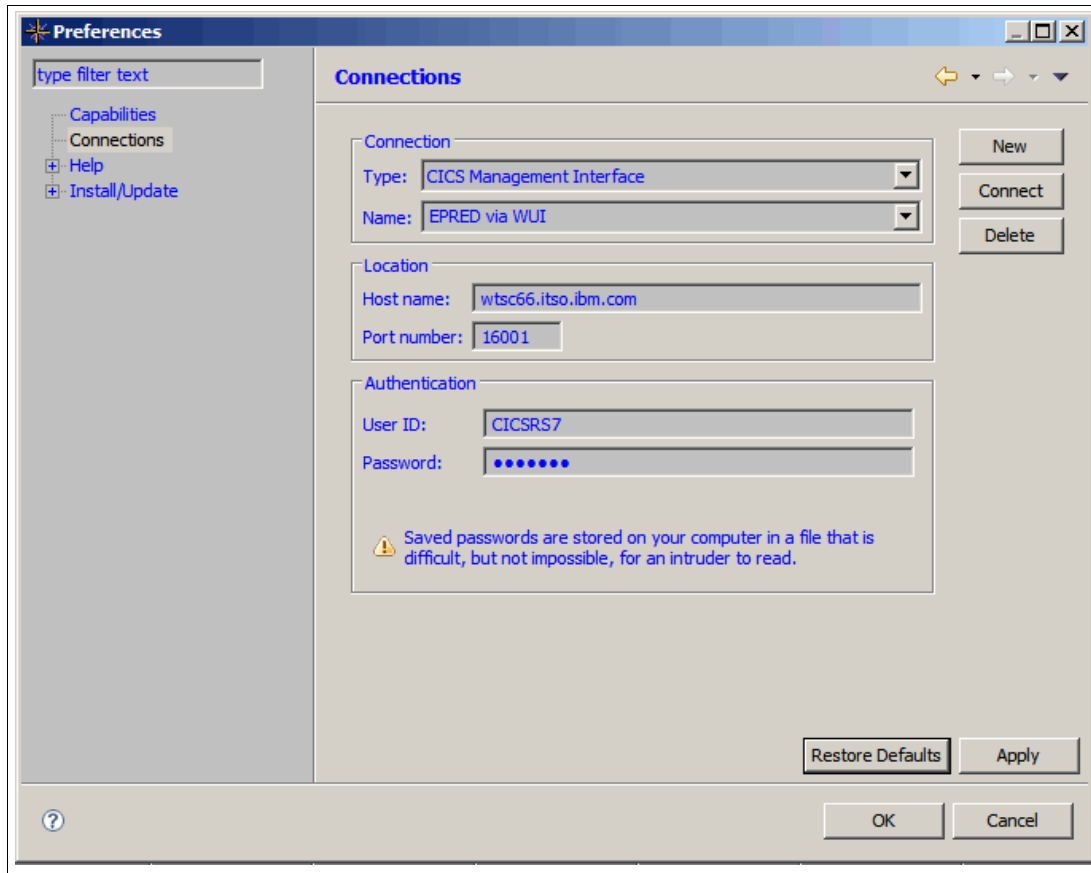 Preferences
type filter text
Capabilities
Connections
Help
Install/Update
Connections
Connection
Type: CICS Management Interface
Name: EPRED via WUI
Location
Host name: wtsc66.itso.ibm.com
Port number: 16001
Authentication
User ID: CICSRS7
Password: •••••••
Saved passwords are stored on your computer in a file that is
difficult, but not impossible, for an intruder to read.
New
Connect
Delete
Restore Defaults Apply
? OK Cancel